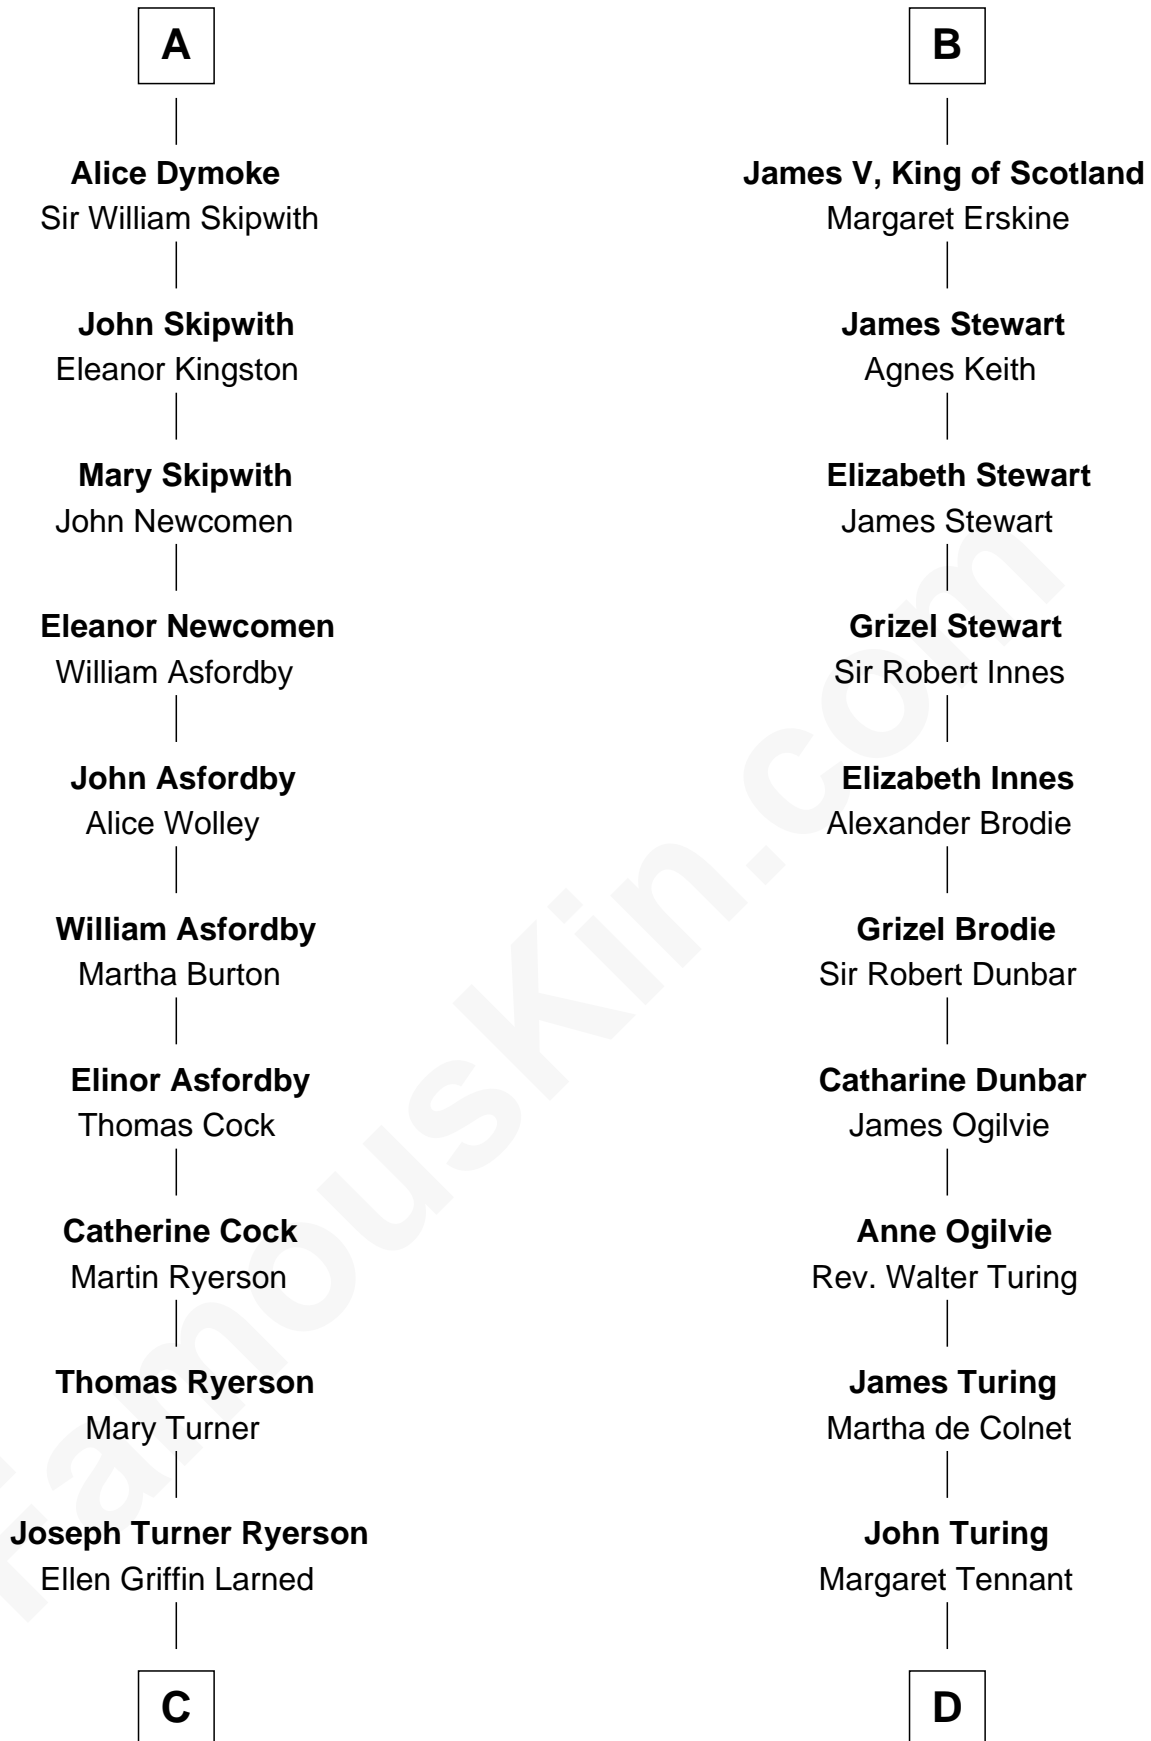 A
Alice Dymoke
Sir William Skipwith
John Skipwith
Eleanor Kingston
Mary Skipwith
John Newcomen
Eleanor Newcomen
William Asfordby
John Asfordby
Alice Wolley
William Asfordby
Martha Burton
Elinor Asfordby
Thomas Cock
Catherine Cock
Martin Ryerson
Thomas Ryerson
Mary Turner
Joseph Turner Ryerson
Ellen Griffin Larned
C
B
James V, King of Scotland
Margaret Erskine
James Stewart
Agnes Keith
Elizabeth Stewart
James Stewart
Grizel Stewart
Sir Robert Innes
Elizabeth Innes
Alexander Brodie
Grizel Brodie
Sir Robert Dunbar
Catharine Dunbar
James Ogilvie
Anne Ogilvie
Rev. Walter Turing
James Turing
Martha de Colnet
John Turing
Margaret Tennant
D
FamousKin.com